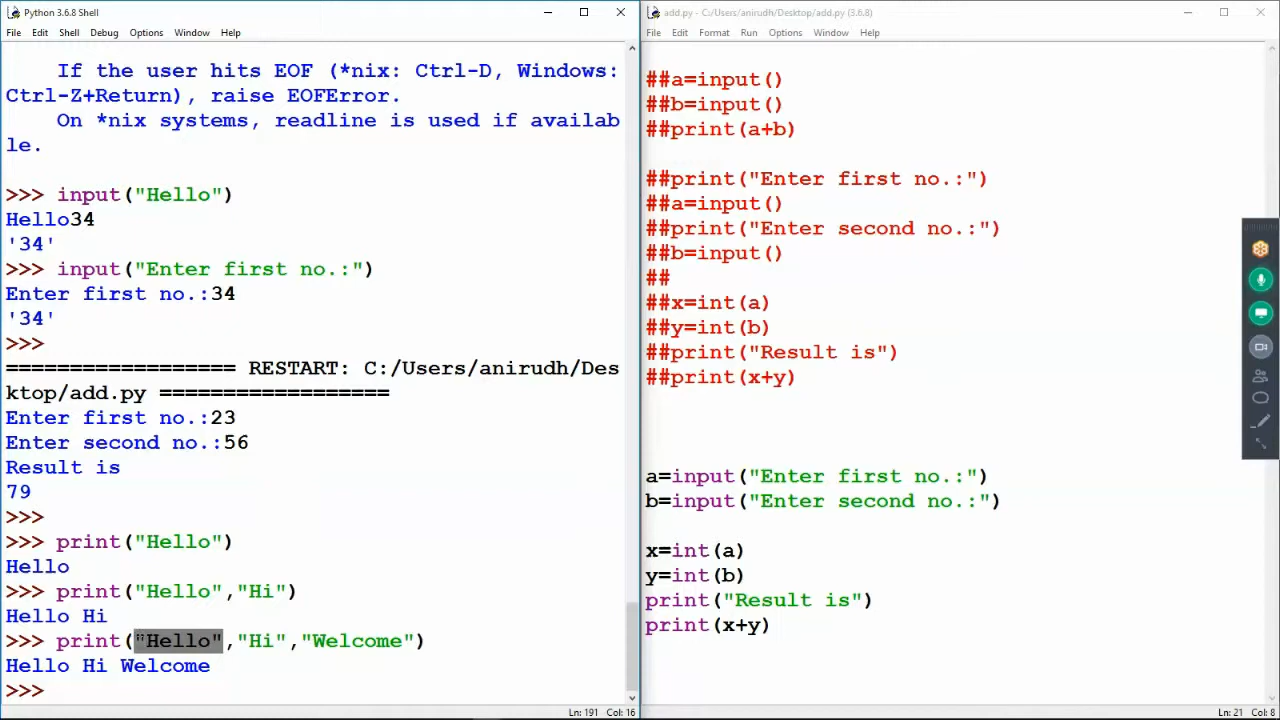 Python 3.6.8 Shell
File Edit Shell Debug Options Window Help
If the user hits EOF (*nix: Ctrl-D, Windows:
Ctrl-Z+Return), raise EOFError.
On *nix systems, readline is used if availab
le.
>>> input("Hello")
Hello34
'34'
>>> input("Enter first no.:")
Enter first no.:34
'34'
>>>
================== RESTART: C:/Users/anirudh/Des
ktop/add.py ==================
Enter first no.:23
Enter second no.:56
Result is
79
>>>
>>> print("Hello")
Hello
>>> print("Hello","Hi")
Hello Hi
>>> print("Hello","Hi","Welcome")
Hello Hi Welcome
>>>
Ln: 191 Col: 16
add.py - C:/Users/anirudh/Desktop/add.py (3.6.8)
File Edit Format Run Options Window Help
##a=input()
##b=input()
##print(a+b)
##print("Enter first no.:")
##a=input()
##print("Enter second no.:")
##b=input()
##
##x=int(a)
##y=int(b)
##print("Result is")
##print(x+y)
a=input("Enter first no.:")
b=input("Enter second no.:")
x=int(a)
y=int(b)
print("Result is")
print(x+y)
Ln: 21 Col: 8